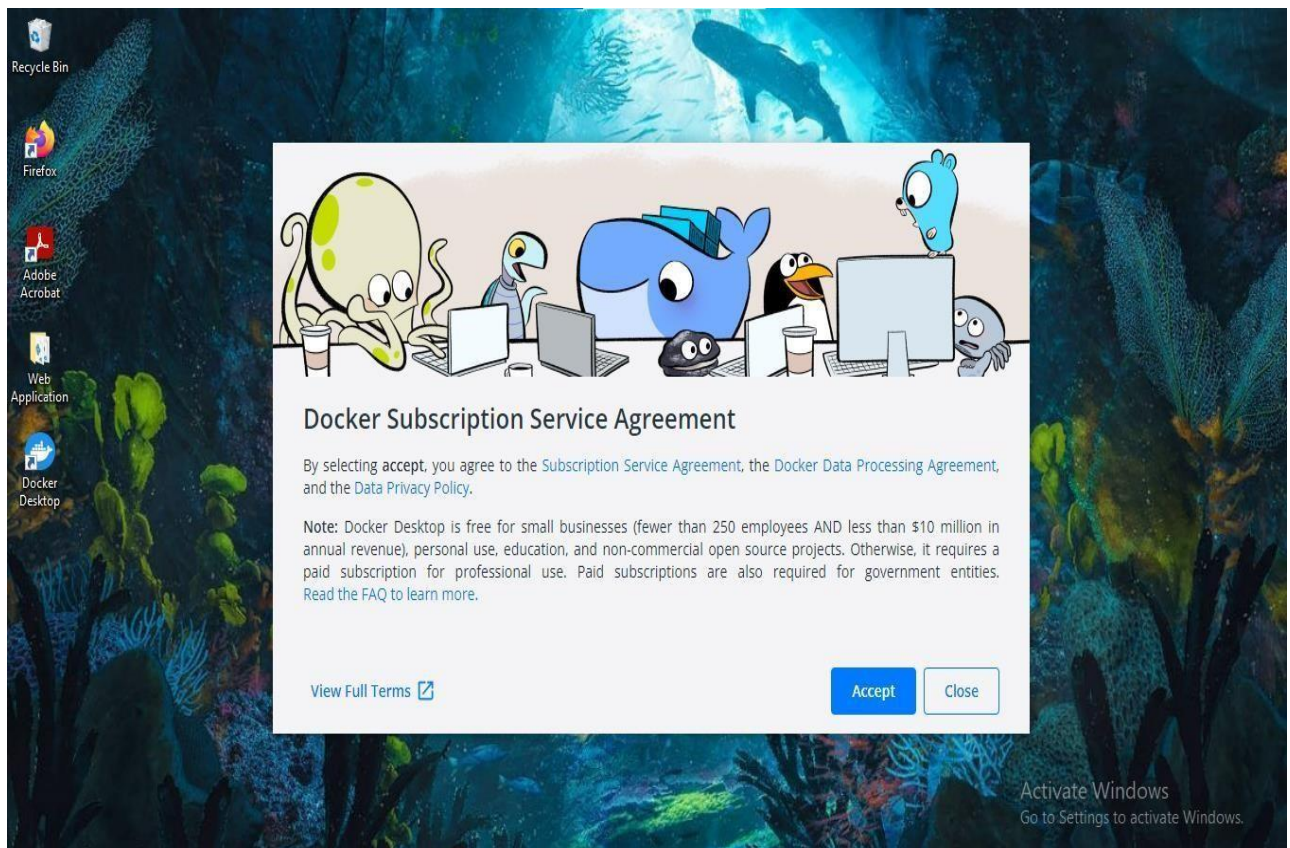 Recycle Bin
Firefox
Adobe
Acrobat
Web
Application
Docker
Desktop
Docker Subscription Service Agreement
By selecting accept, you agree to the Subscription Service Agreement, the Docker Data Processing Agreement,
and the Data Privacy Policy.
Note: Docker Desktop is free for small businesses (fewer than 250 employees AND less than $10 million in
annual revenue), personal use, education, and non-commercial open source projects. Otherwise, it requires a
paid subscription for professional use. Paid subscriptions are also required for government entities.
Read the FAQ to learn more.
View Full Terms
Accept
Close
Activate Windows
Go to Settings to activate Windows.